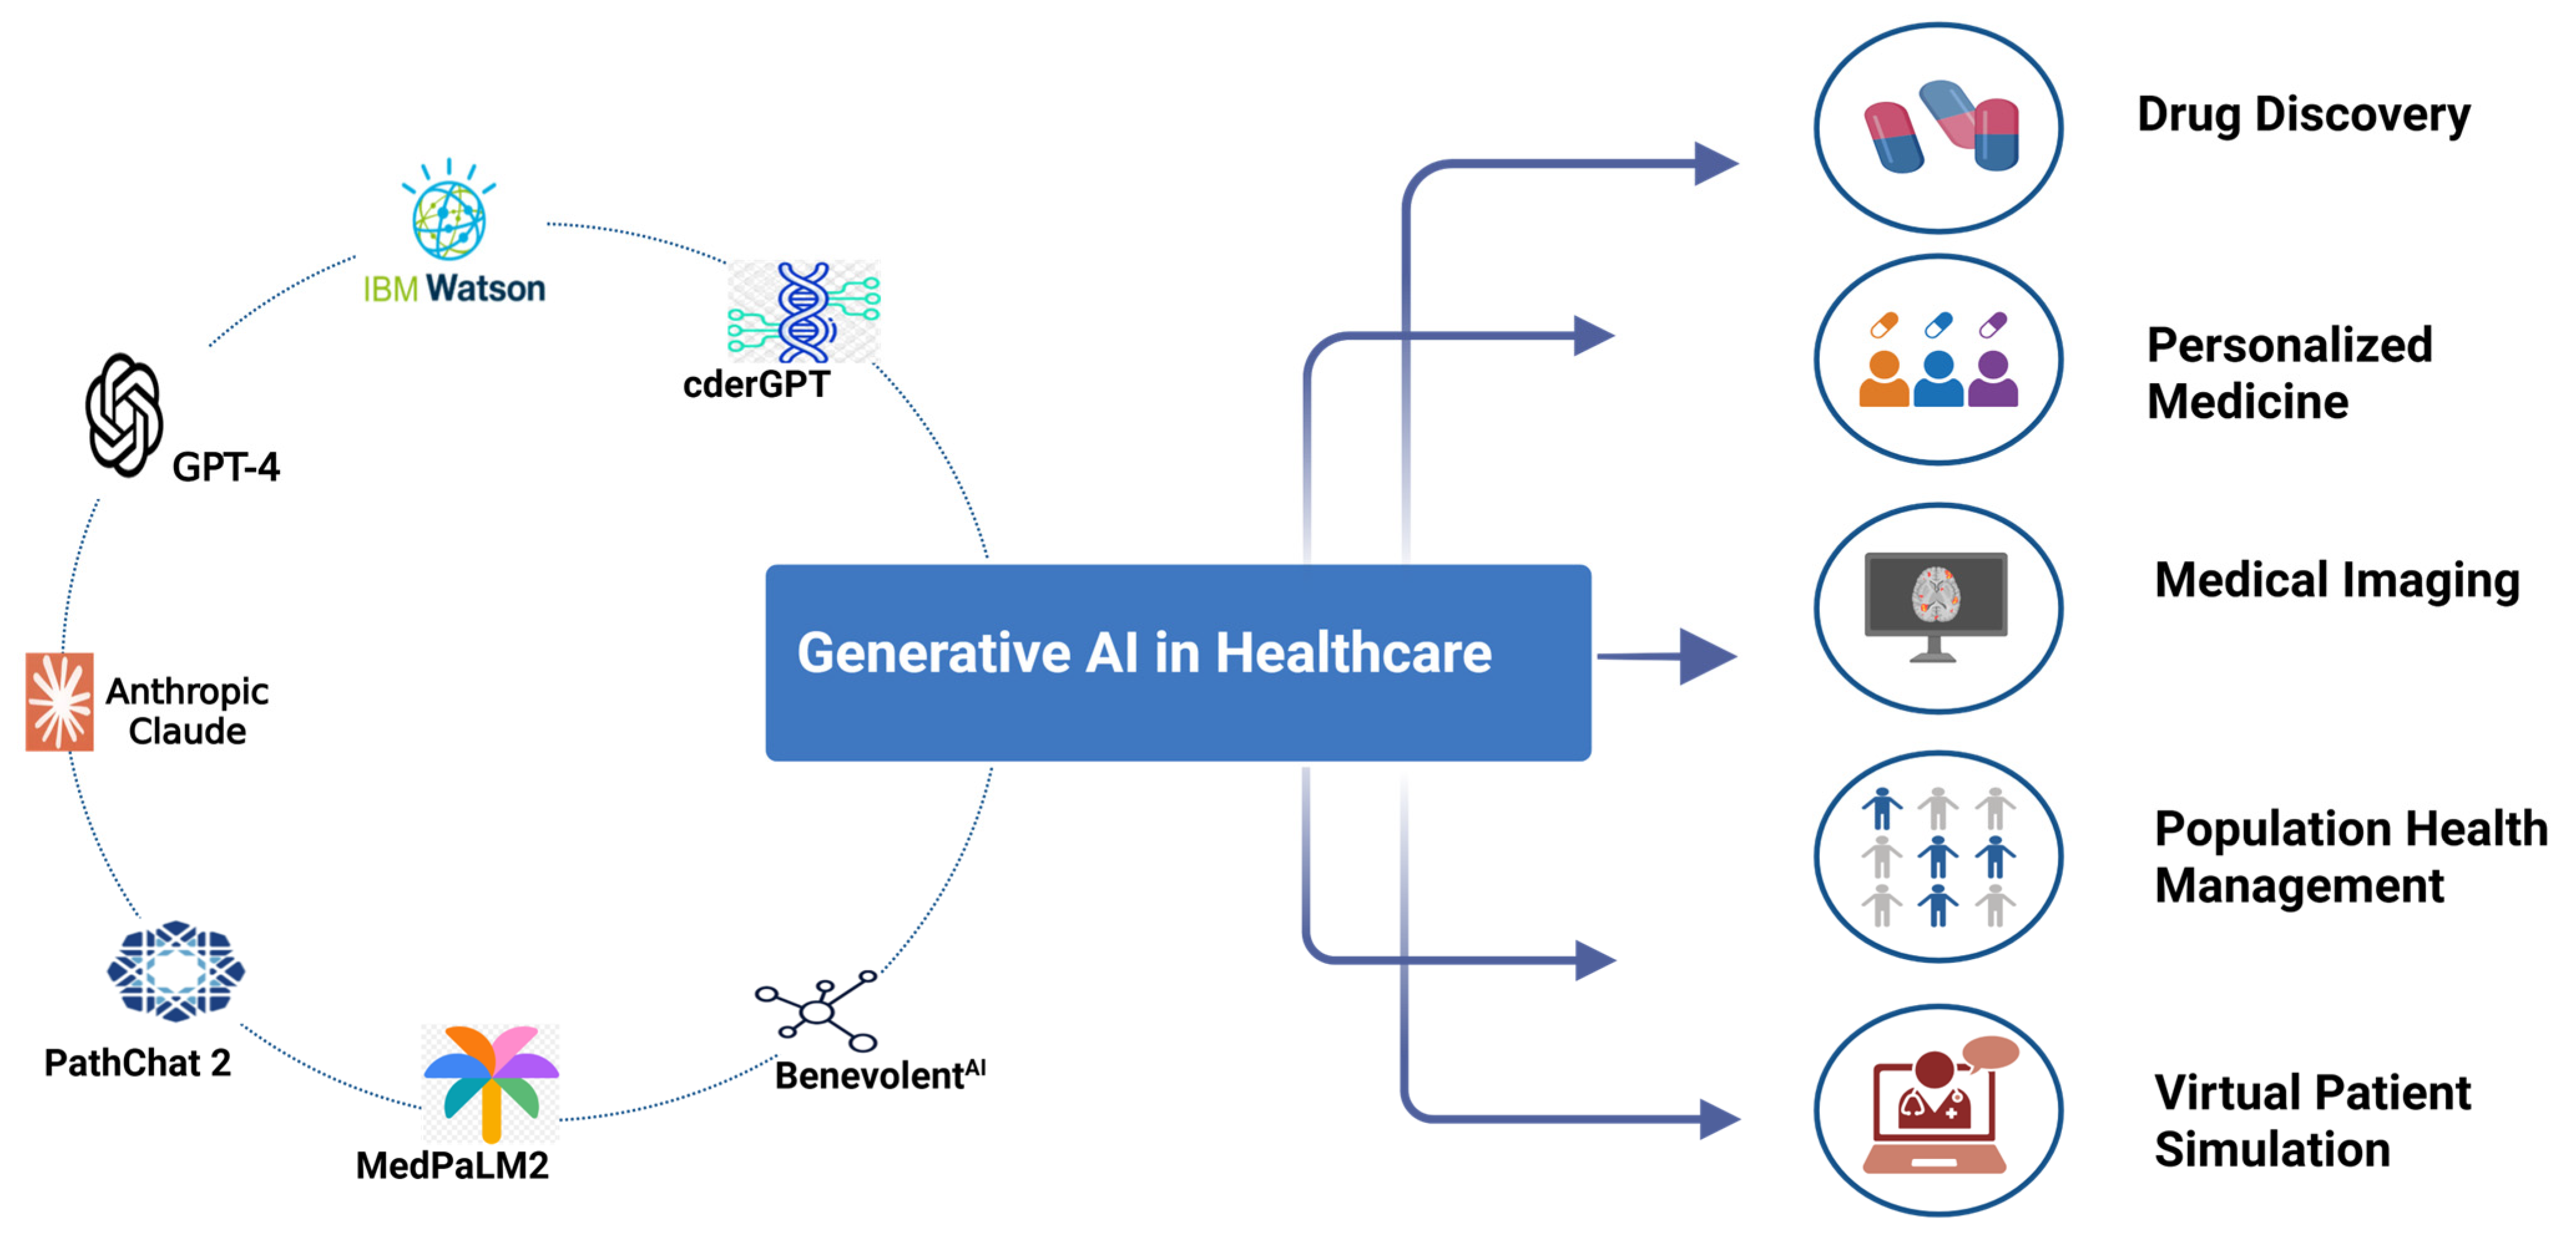 IBM Watson
cderGPT
GPT-4
Anthropic
Claude
PathChat 2
MedPaLM2
BenevolentAI
Generative AI in Healthcare
Drug Discovery
Personalized
Medicine
Medical Imaging
Population Health
Management
Virtual Patient
Simulation